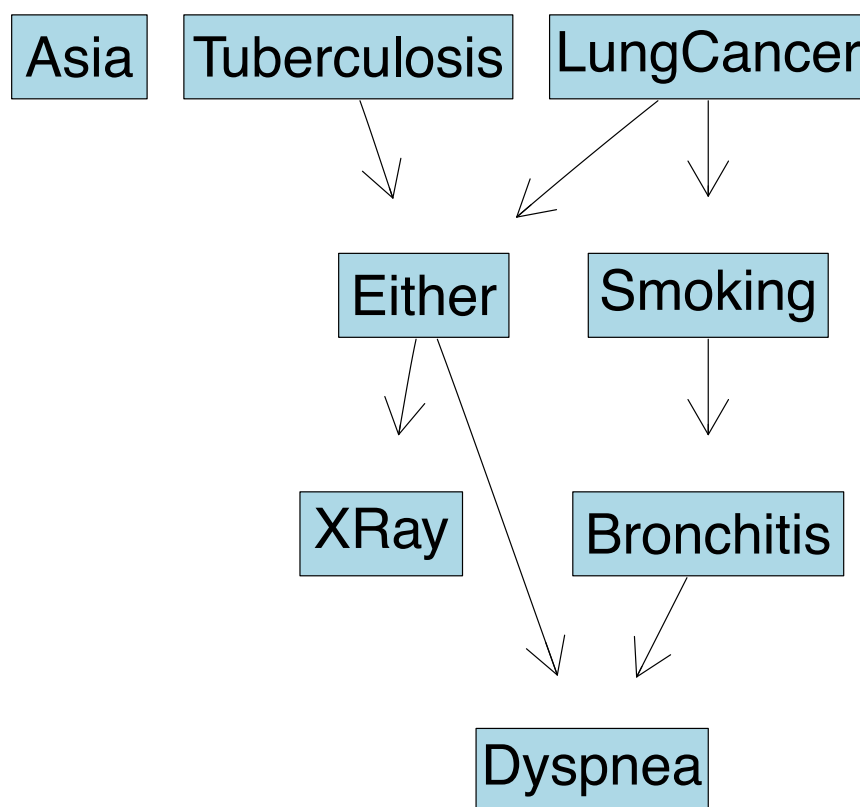 Asia
Tuberculosis
LungCancer
Either
Smoking
XRay
Bronchitis
Dyspnea